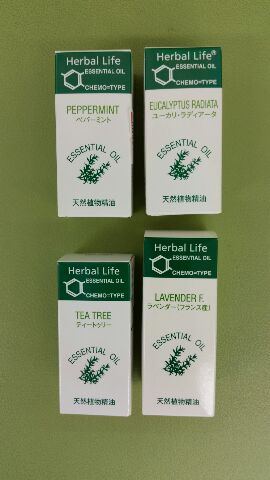 Herbal Life
ESSENTIAL OIL
CHEMO=TYPE
PEPPERMINT
ペパーミント
ESSENTIAL OIL
天然植物精油
Herbal Life®
ESSENTIAL OIL
CHEMO=TYPE
EUCALYPTUS RADIATA
ユーカリ・ラディアータ
ESSENTIAL OIL
天然植物精油
Herbal Life
ESSENTIAL OIL
CHEMO=TYPE
TEA TREE
ティートゥリー
ESSENTIAL OIL
天然植物精油
Herbal Life
ESSENTIAL OIL
CHEMO=TYPE
LAVENDER F.
ラベンダー(フランス産)
ESSENTIAL OIL
天然植物精油